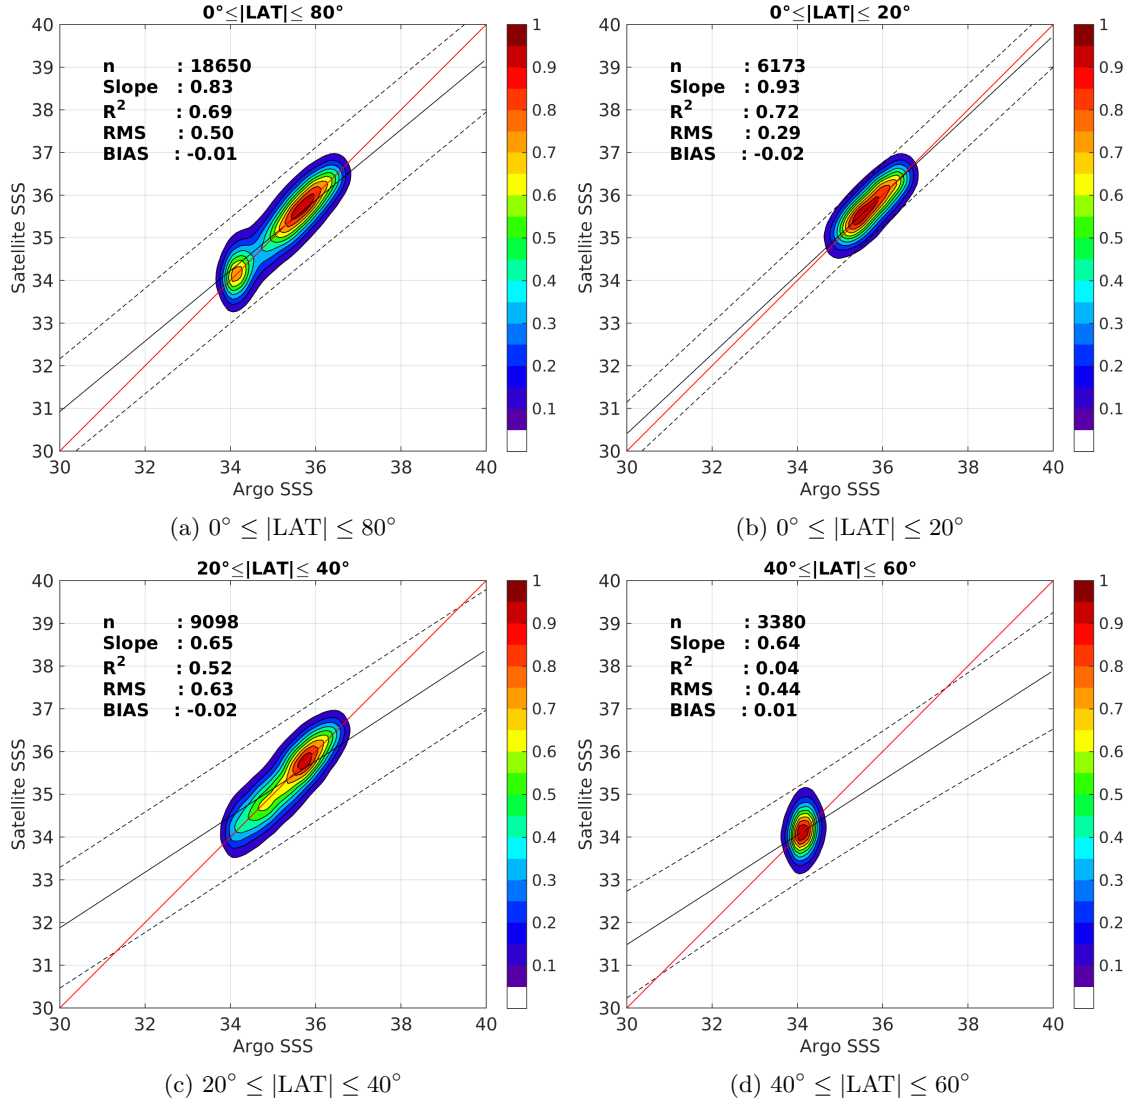 0°≤|LAT|≤ 80°
n : 18650
Slope : 0.83
R² : 0.69
RMS : 0.50
BIAS : -0.01
40
39
38
37
36
35
34
33
32
31
30
Satellite SSS
30 32 34 36 38 40
Argo SSS
1
0.9
0.8
0.7
0.6
0.5
0.4
0.3
0.2
0.1
(a) 0° ≤ |LAT| ≤ 80°
0°≤|LAT|≤ 20°
n : 6173
Slope : 0.93
R² : 0.72
RMS : 0.29
BIAS : -0.02
40
39
38
37
36
35
34
33
32
31
30
Satellite SSS
30 32 34 36 38 40
Argo SSS
1
0.9
0.8
0.7
0.6
0.5
0.4
0.3
0.2
0.1
(b) 0° ≤ |LAT| ≤ 20°
20°≤|LAT|≤ 40°
n : 9098
Slope : 0.65
R² : 0.52
RMS : 0.63
BIAS : -0.02
40
39
38
37
36
35
34
33
32
31
30
Satellite SSS
30 32 34 36 38 40
Argo SSS
1
0.9
0.8
0.7
0.6
0.5
0.4
0.3
0.2
0.1
(c) 20° ≤ |LAT| ≤ 40°
40°≤|LAT|≤ 60°
n : 3380
Slope : 0.64
R² : 0.04
RMS : 0.44
BIAS : 0.01
40
39
38
37
36
35
34
33
32
31
30
Satellite SSS
30 32 34 36 38 40
Argo SSS
1
0.9
0.8
0.7
0.6
0.5
0.4
0.3
0.2
0.1
(d) 40° ≤ |LAT| ≤ 60°